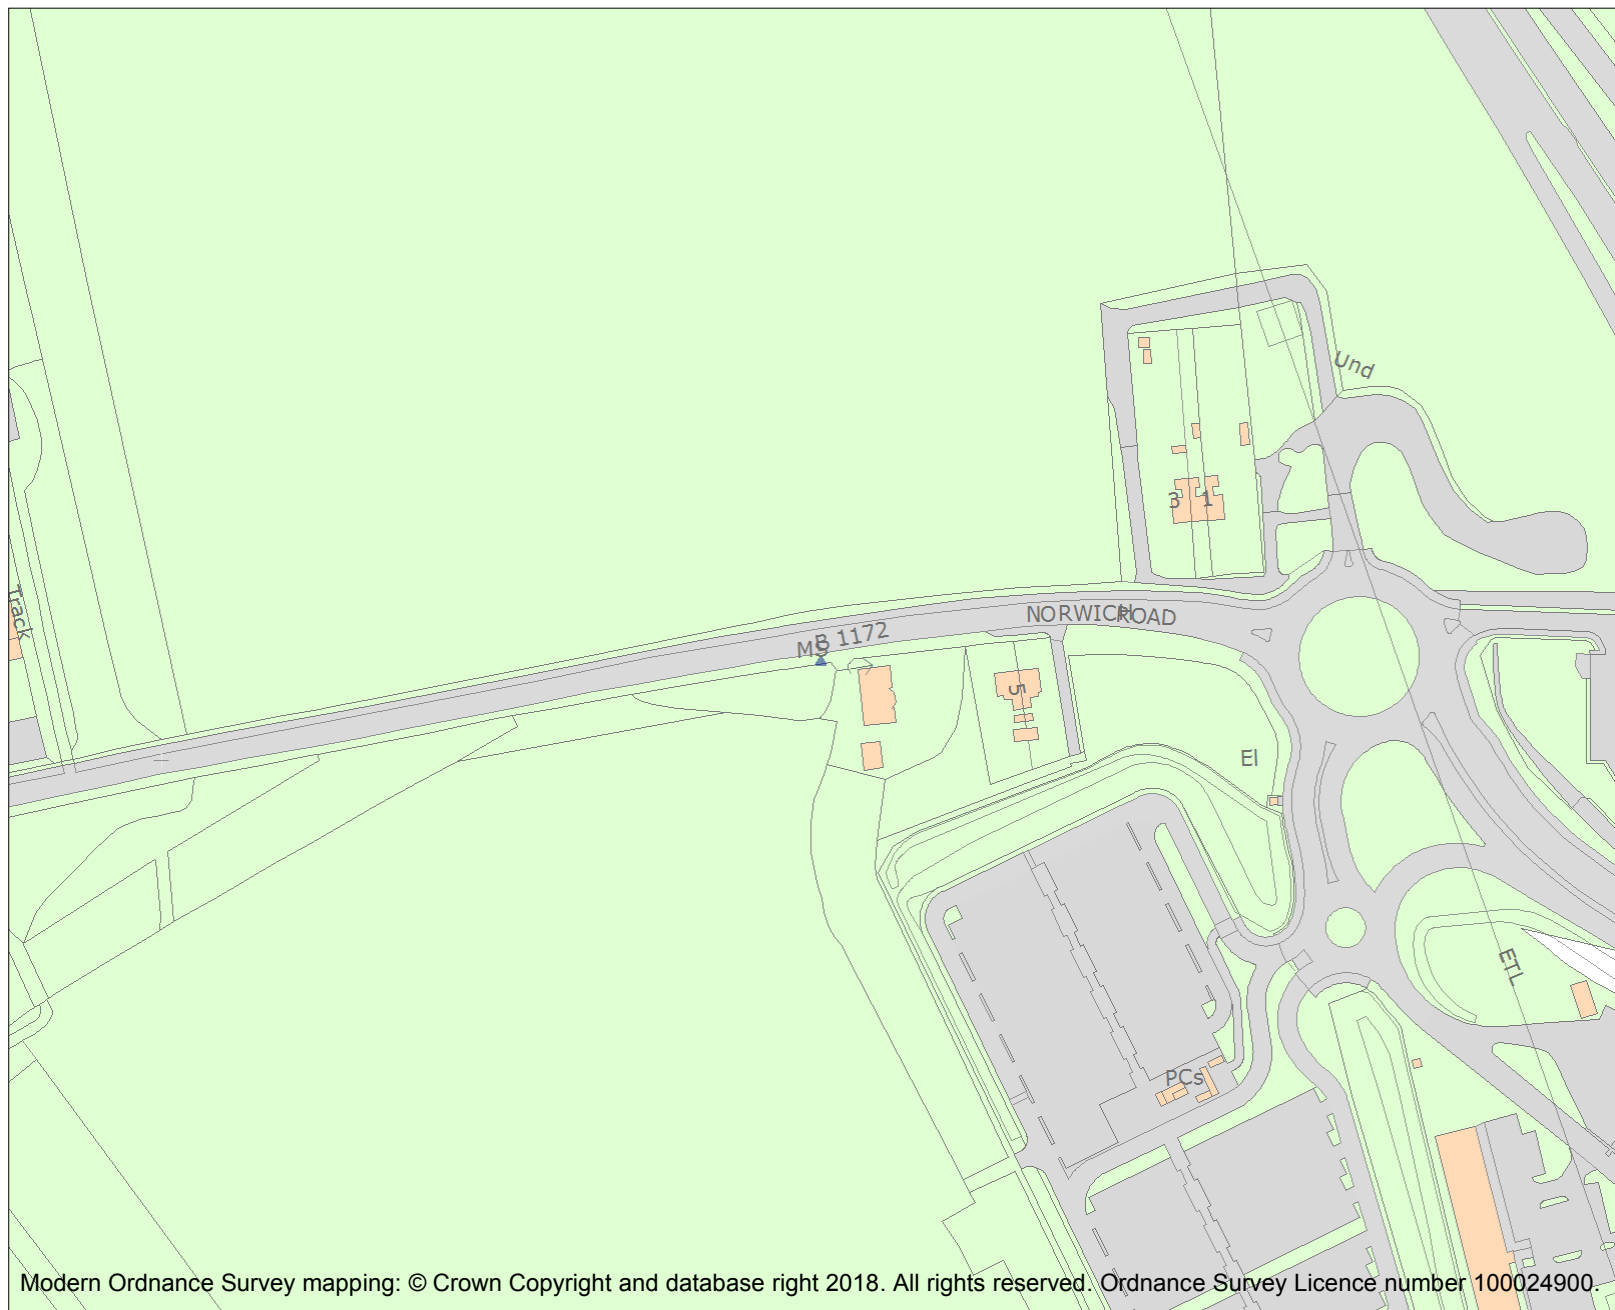 Und
3
1
NORWICH ROAD
B 1172
MS
Track
5
El
ETL
PCs
Modern Ordnance Survey mapping: © Crown Copyright and database right 2018. All rights reserved. Ordnance Survey Licence number 100024900.